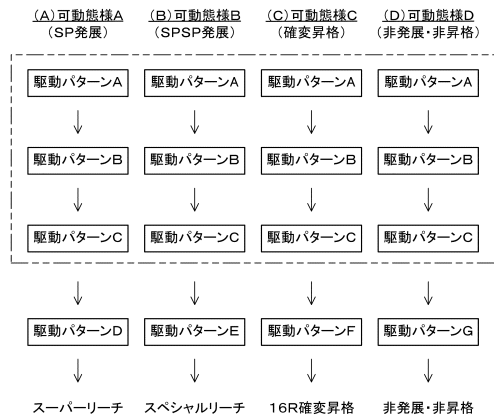 (A)可動態様A (B)可動態様B (C)可動態様C (D)可動態様D
(SP発展) (SPSP発展) (確変昇格) (非発展・非昇格)
駆動パターンA 駆動パターンA 駆動パターンA 駆動パターンA
駆動パターンB 駆動パターンB 駆動パターンB 駆動パターンB
駆動パターンC 駆動パターンC 駆動パターンC 駆動パターンC
駆動パターンD 駆動パターンE 駆動パターンF 駆動パターンG
スーパーリーチ スペシャルリーチ 16R確変昇格 非発展・非昇格